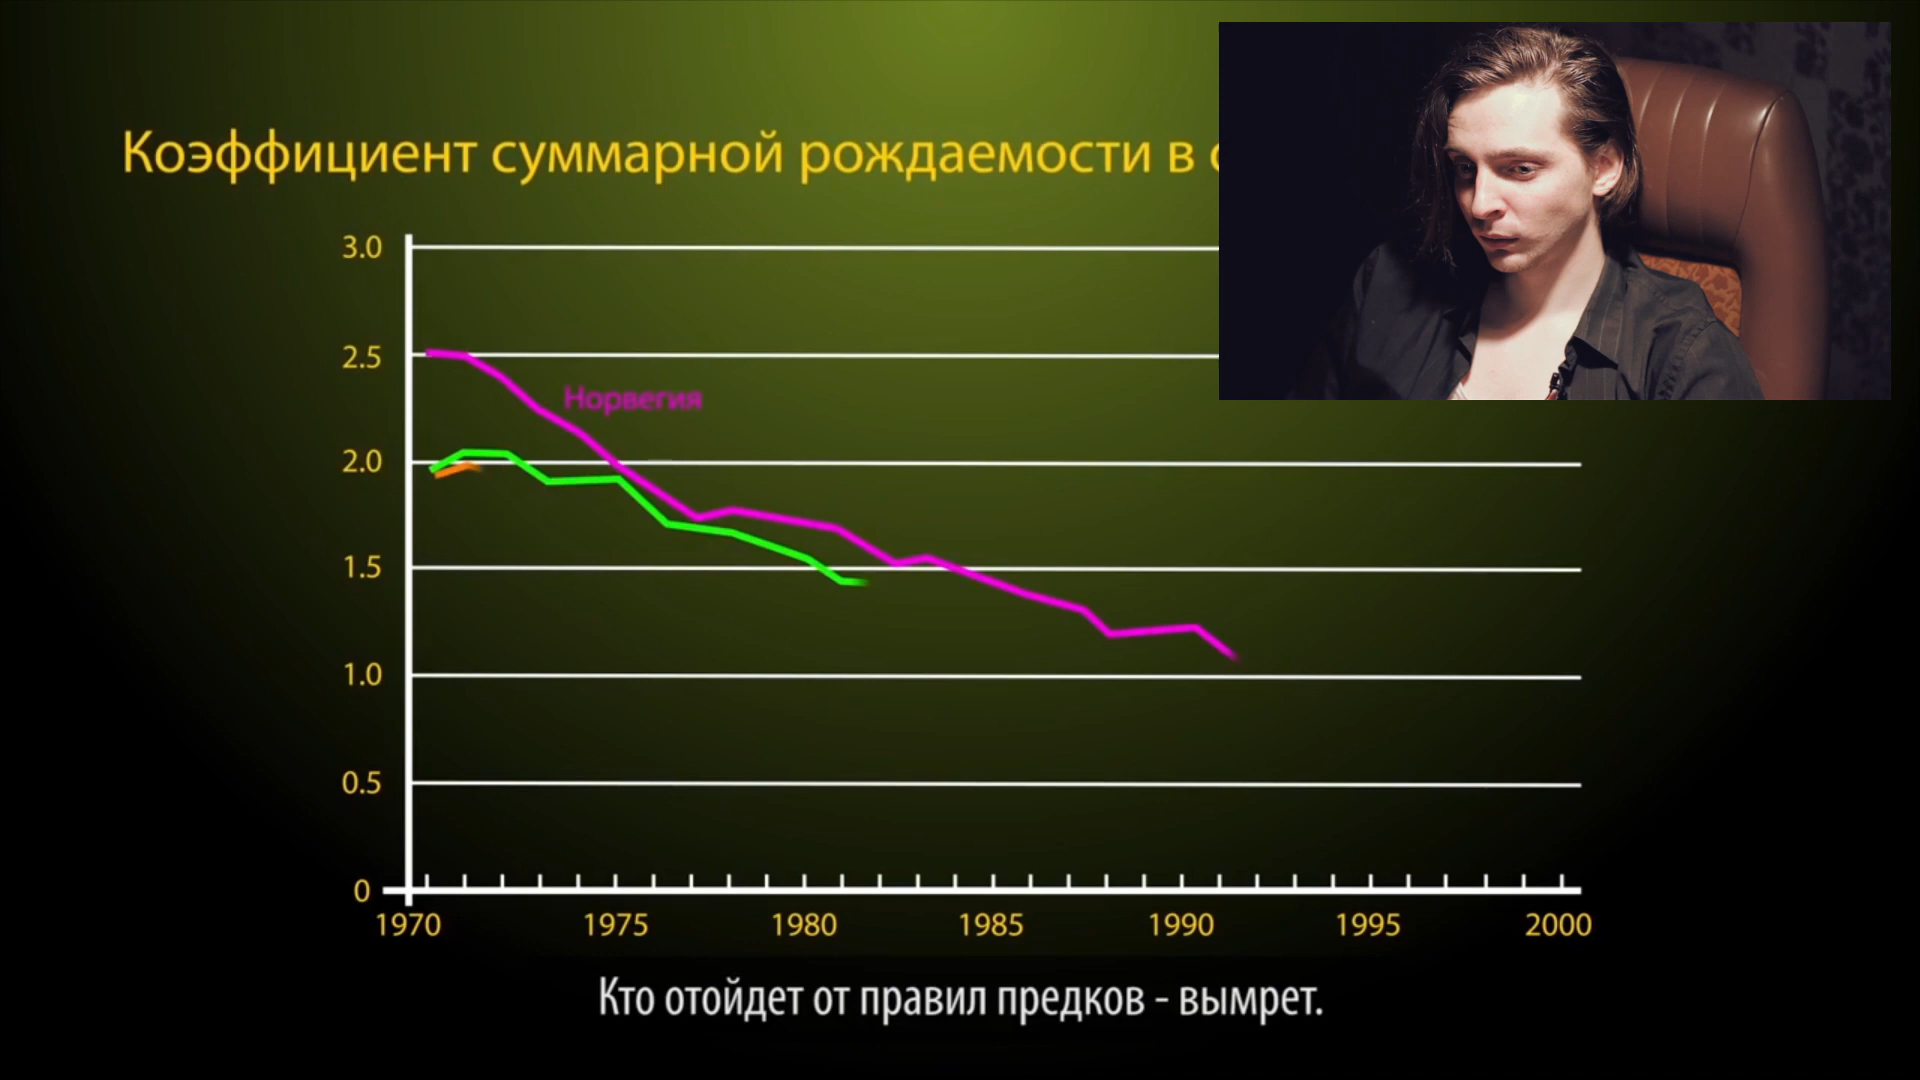 Коэффициент суммарной рождаемости в
3.0
2.5
Норвегия
2.0
1.5
1.0
0.5
0
1970 1975 1980 1985 1990 1995 2000
Кто отойдет от правил предков - вымрет.